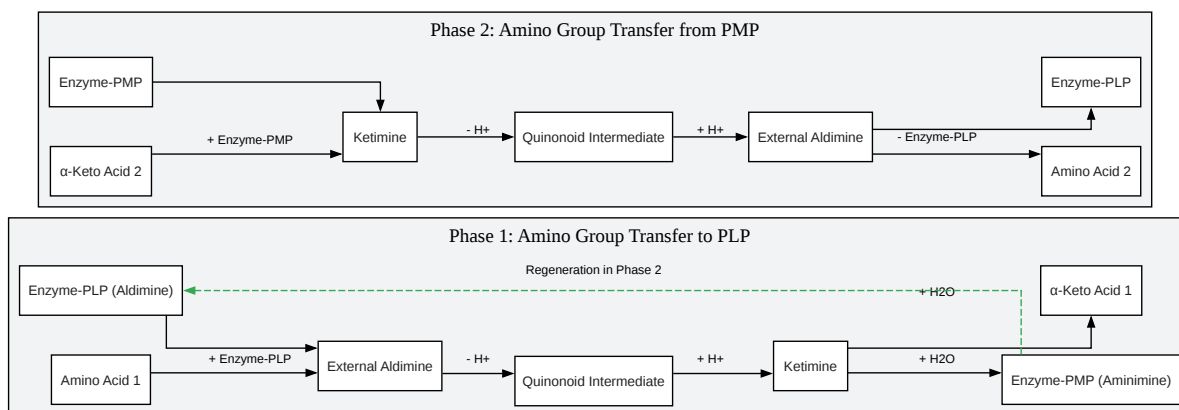 Phase 2: Amino Group Transfer from PMP
Enzyme-PMP
Enzyme-PLP
Ketimine
- H+
Quinonoid Intermediate
+ H+
External Aldimine
+ Enzyme-PMP
- Enzyme-PLP
α-Keto Acid 2
Amino Acid 2
Phase 1: Amino Group Transfer to PLP
Regeneration in Phase 2
Enzyme-PLP (Aldimine)
+ H2O
α-Keto Acid 1
+ Enzyme-PLP
- H+
+ H+
+ H2O
Amino Acid 1
External Aldimine
Quinonoid Intermediate
Ketimine
Enzyme-PMP (Aminimine)